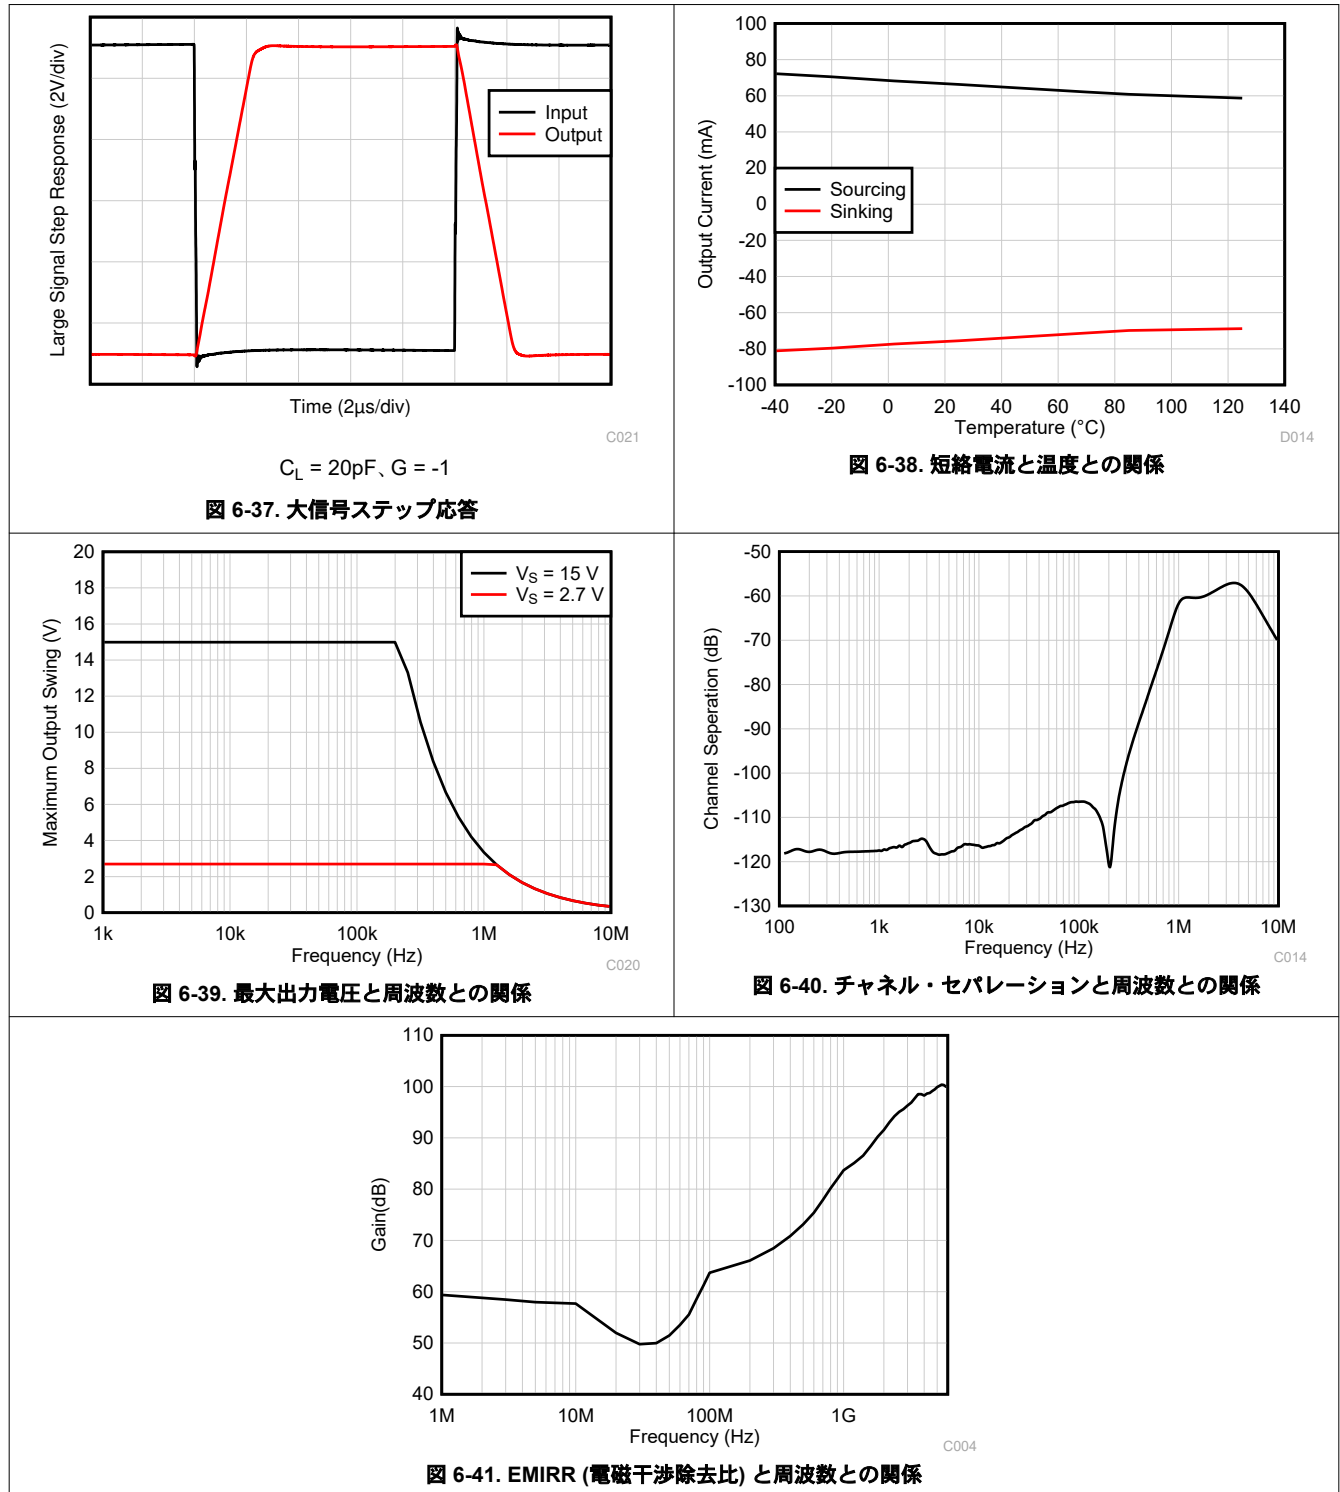 Large Signal Step Response (2V/div)
Input
Output
Time (2µs/div)
C021
C_L = 20pF、G = -1
図 6-37. 大信号ステップ応答
100
80
60
40
20
0
-20
-40
-60
-80
-100
Output Current (mA)
Sourcing
Sinking
-40 -20 0 20 40 60 80 100 120 140
Temperature (°C)
D014
図 6-38. 短絡電流と温度との関係
20
18
16
14
12
10
8
6
4
2
0
Maximum Output Swing (V)
V_S = 15 V
V_S = 2.7 V
1k 10k 100k 1M 10M
Frequency (Hz)
C020
図 6-39. 最大出力電圧と周波数との関係
-50
-60
-70
-80
-90
-100
-110
-120
-130
Channel Seperation (dB)
100 1k 10k 100k 1M 10M
Frequency (Hz)
C014
図 6-40. チャネル・セパレーションと周波数との関係
110
100
90
80
70
60
50
40
Gain(dB)
1M 10M 100M 1G
Frequency (Hz)
C004
図 6-41. EMIRR (電磁干渉除去比) と周波数との関係